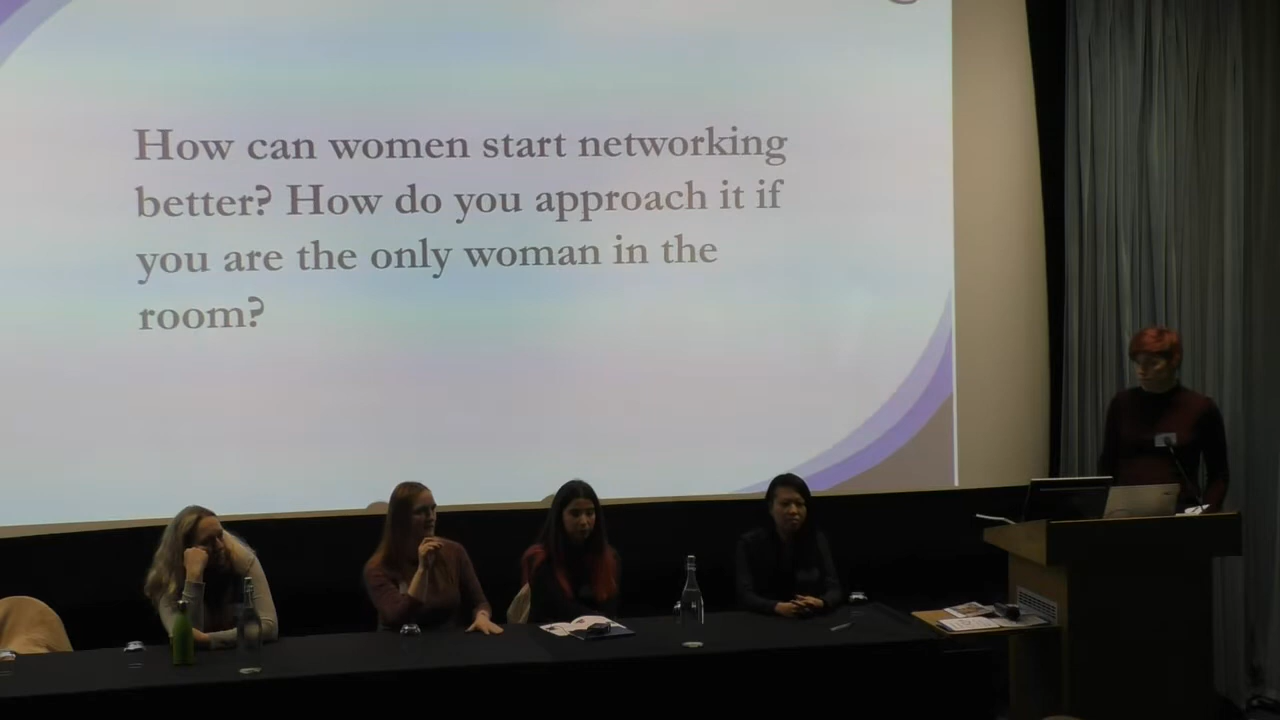 How can women start networking
better? How do you approach it if
you are the only woman in the
room?